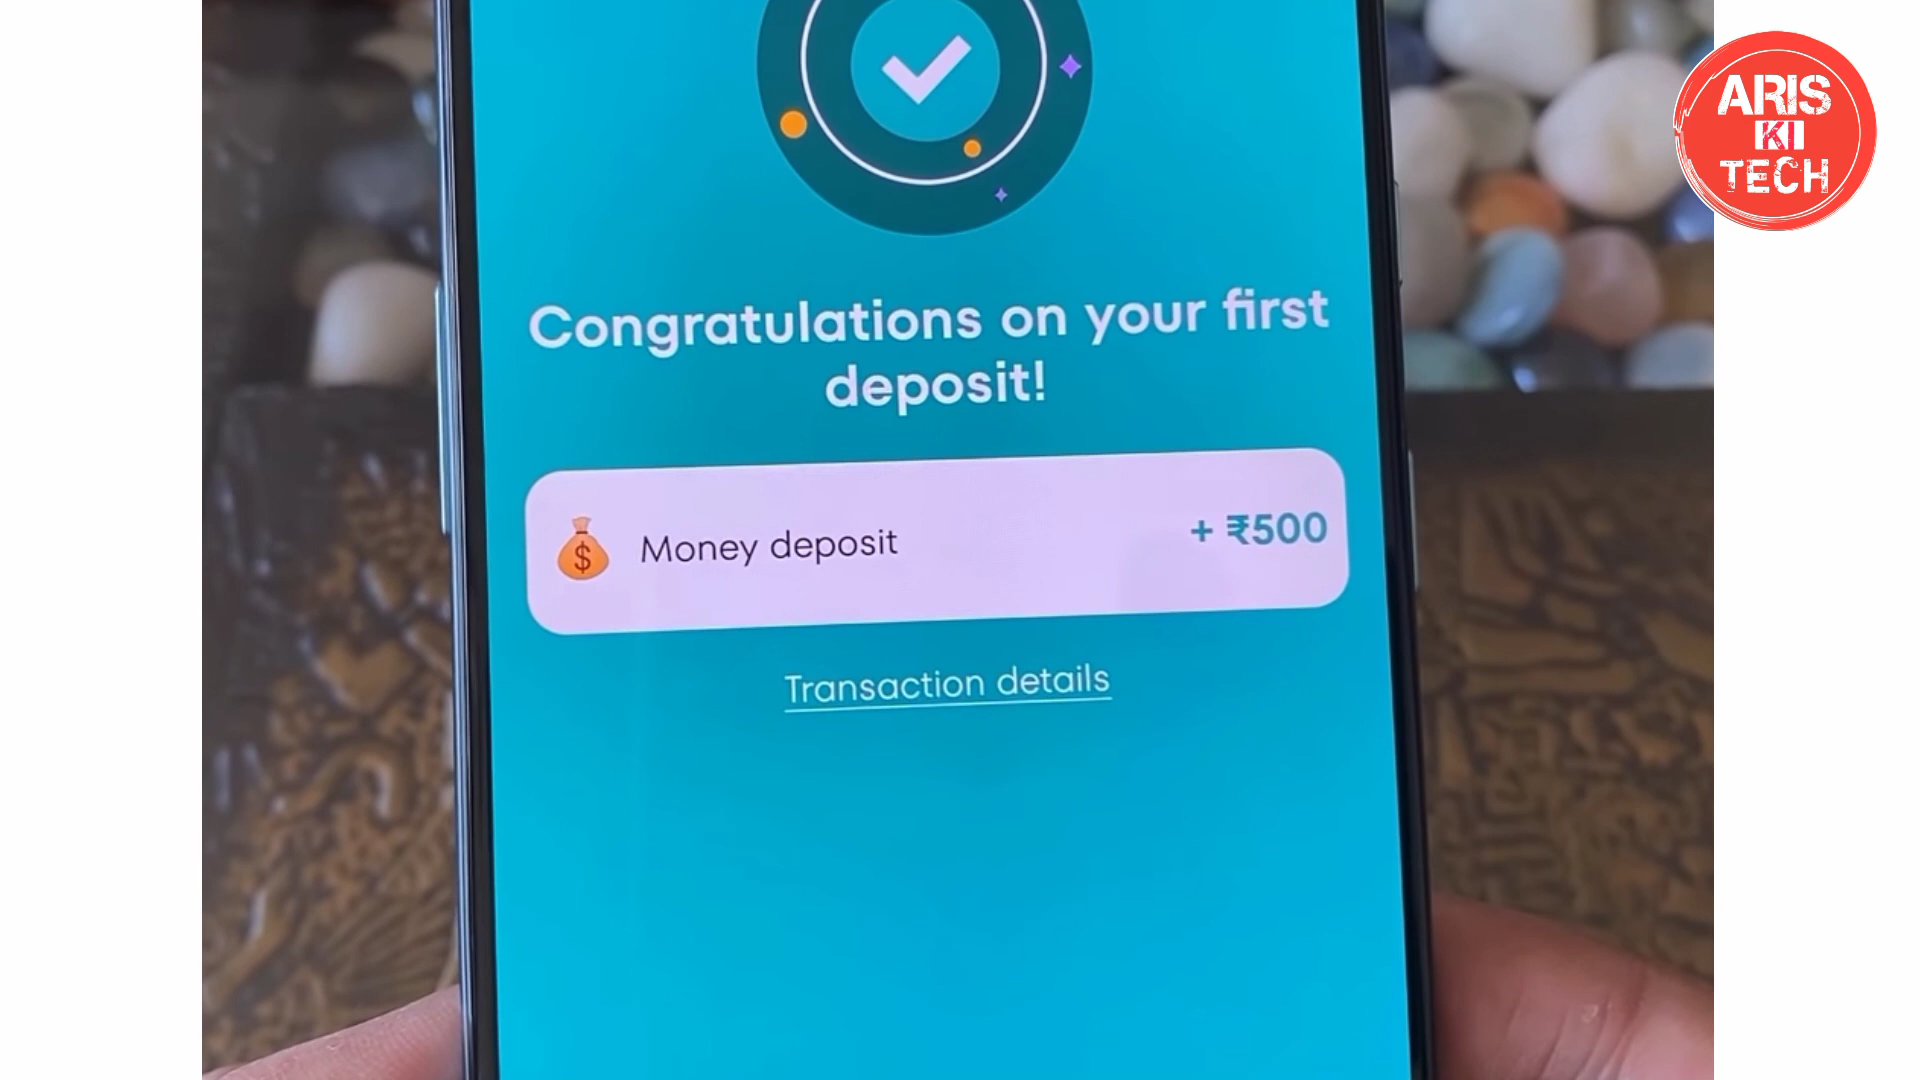 ARIS
KI
TECH
Congratulations on your first
deposit!
$ Money deposit + ₹500
Transaction details